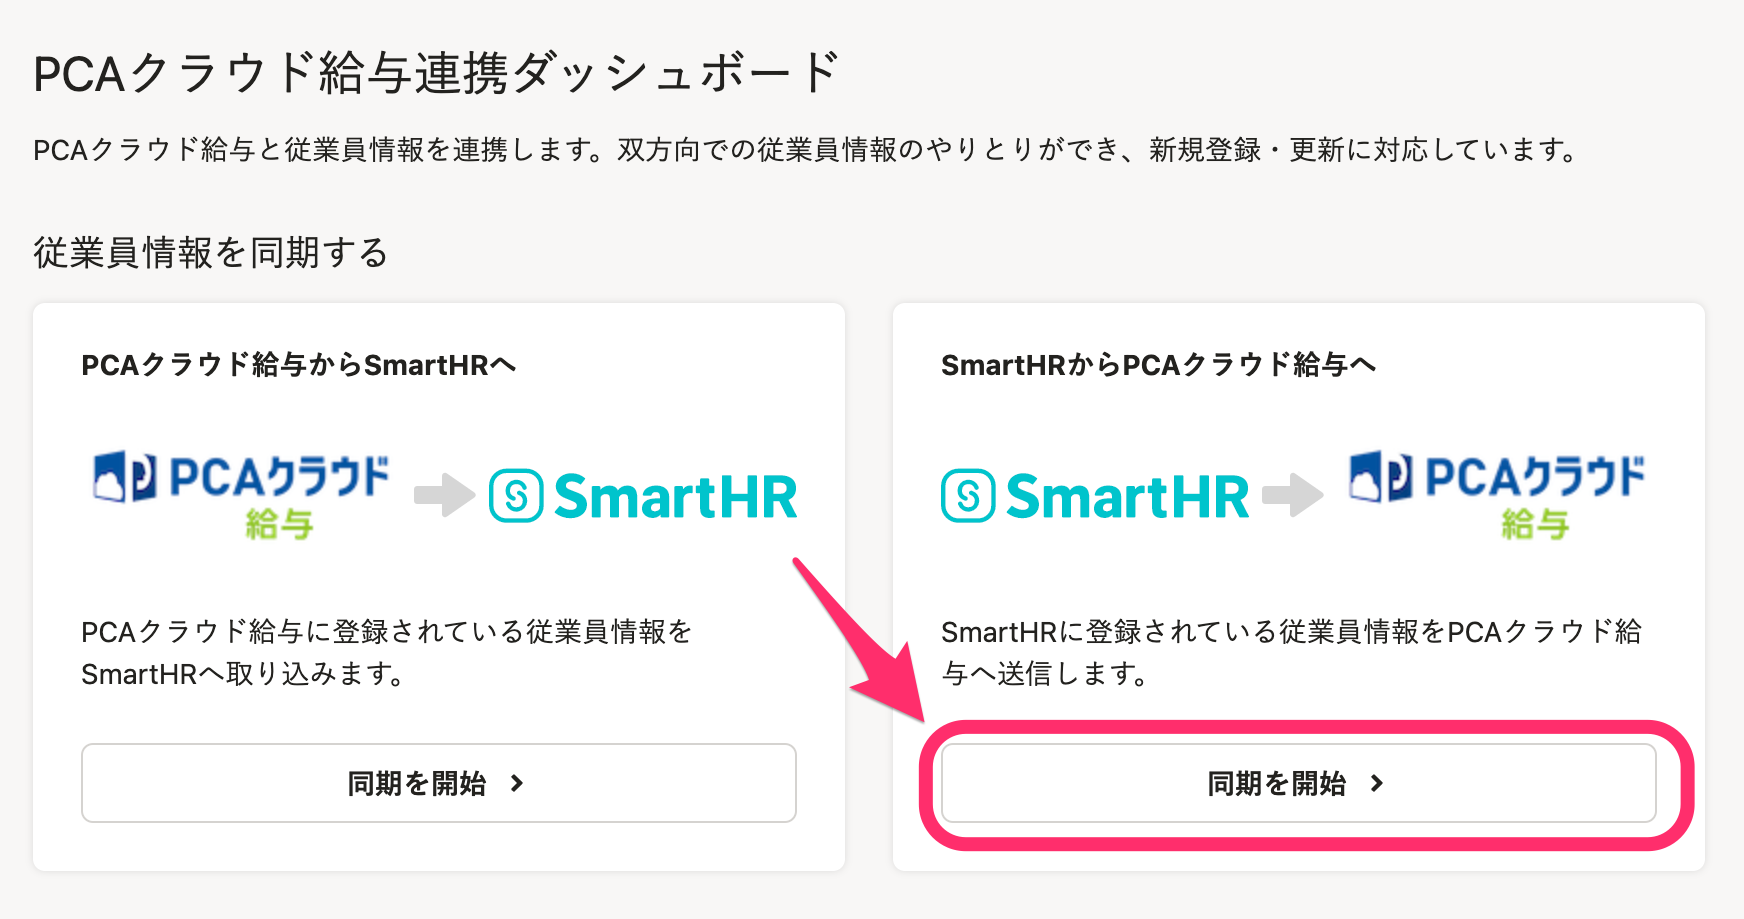 PCAクラウド給与連携ダッシュボード
PCAクラウド給与と従業員情報を連携します。双方向での従業員情報のやりとりができ、新規登録・更新に対応しています。
従業員情報を同期する
PCAクラウド給与からSmartHRへ
PCAクラウド
給与
SmartHR
PCAクラウド給与に登録されている従業員情報を
SmartHRへ取り込みます。
同期を開始
SmartHRからPCAクラウド給与へ
SmartHR
PCAクラウド
給与
SmartHRに登録されている従業員情報をPCAクラウド給
与へ送信します。
同期を開始